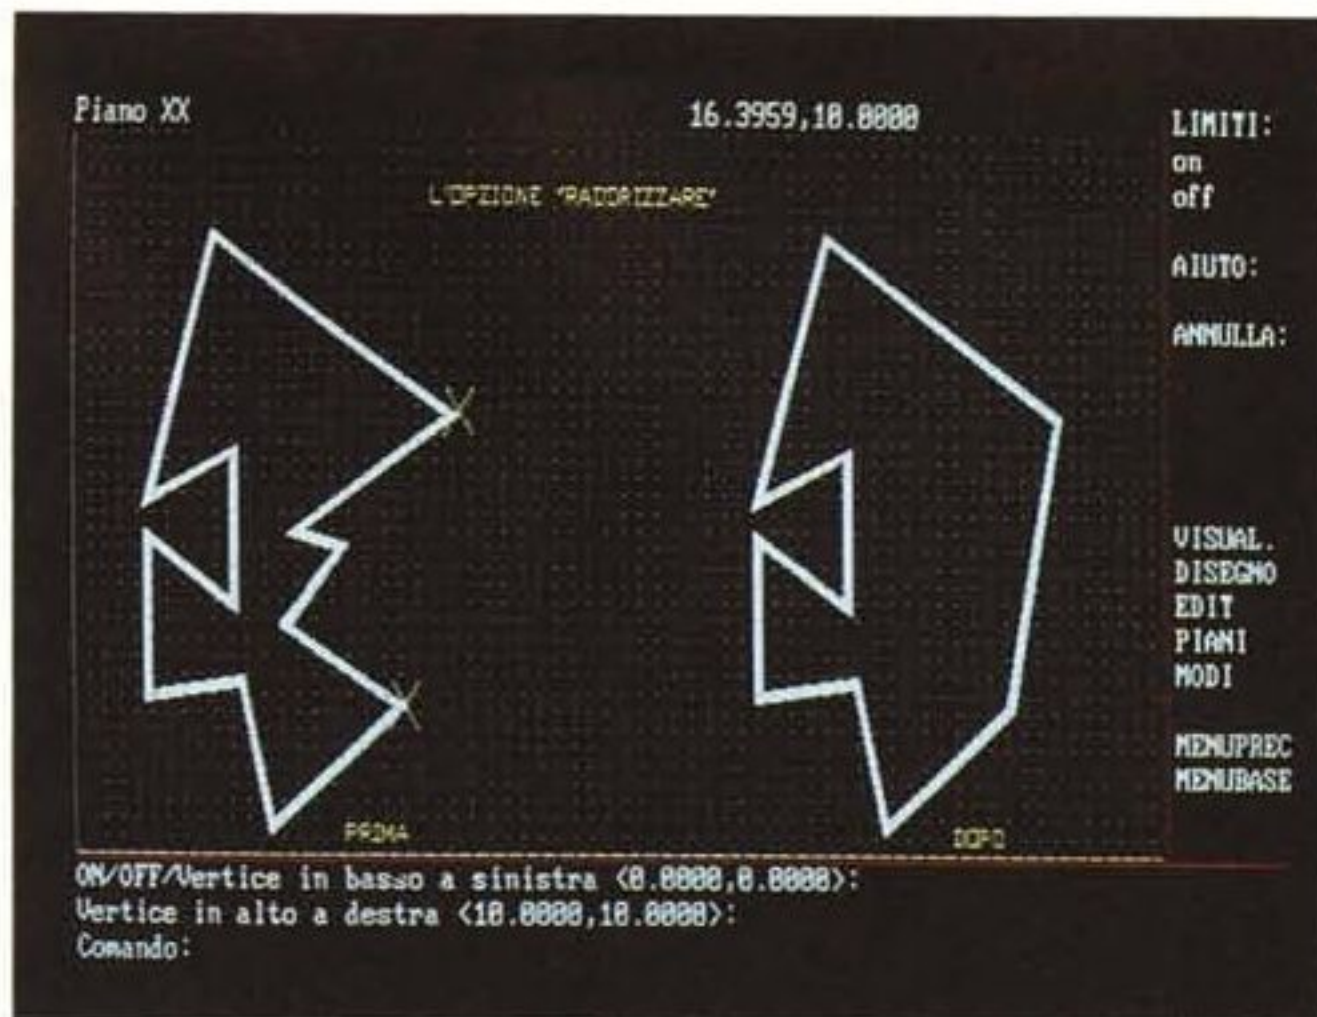 Piano XX
16.3959,10.0000
L'OPZIONE "RADDRIZZARE"
PRIMA
DOPO
LIMITI:
on
off
AIUTO:
ANNULLA:
VISUAL.
DISEGNO
EDIT
PIANI
MODI
MENUPREC
MENUBASE
ON/OFF/Vertice in basso a sinistra <0.0000,0.0000>:
Vertice in alto a destra <10.0000,10.0000>:
Comando: